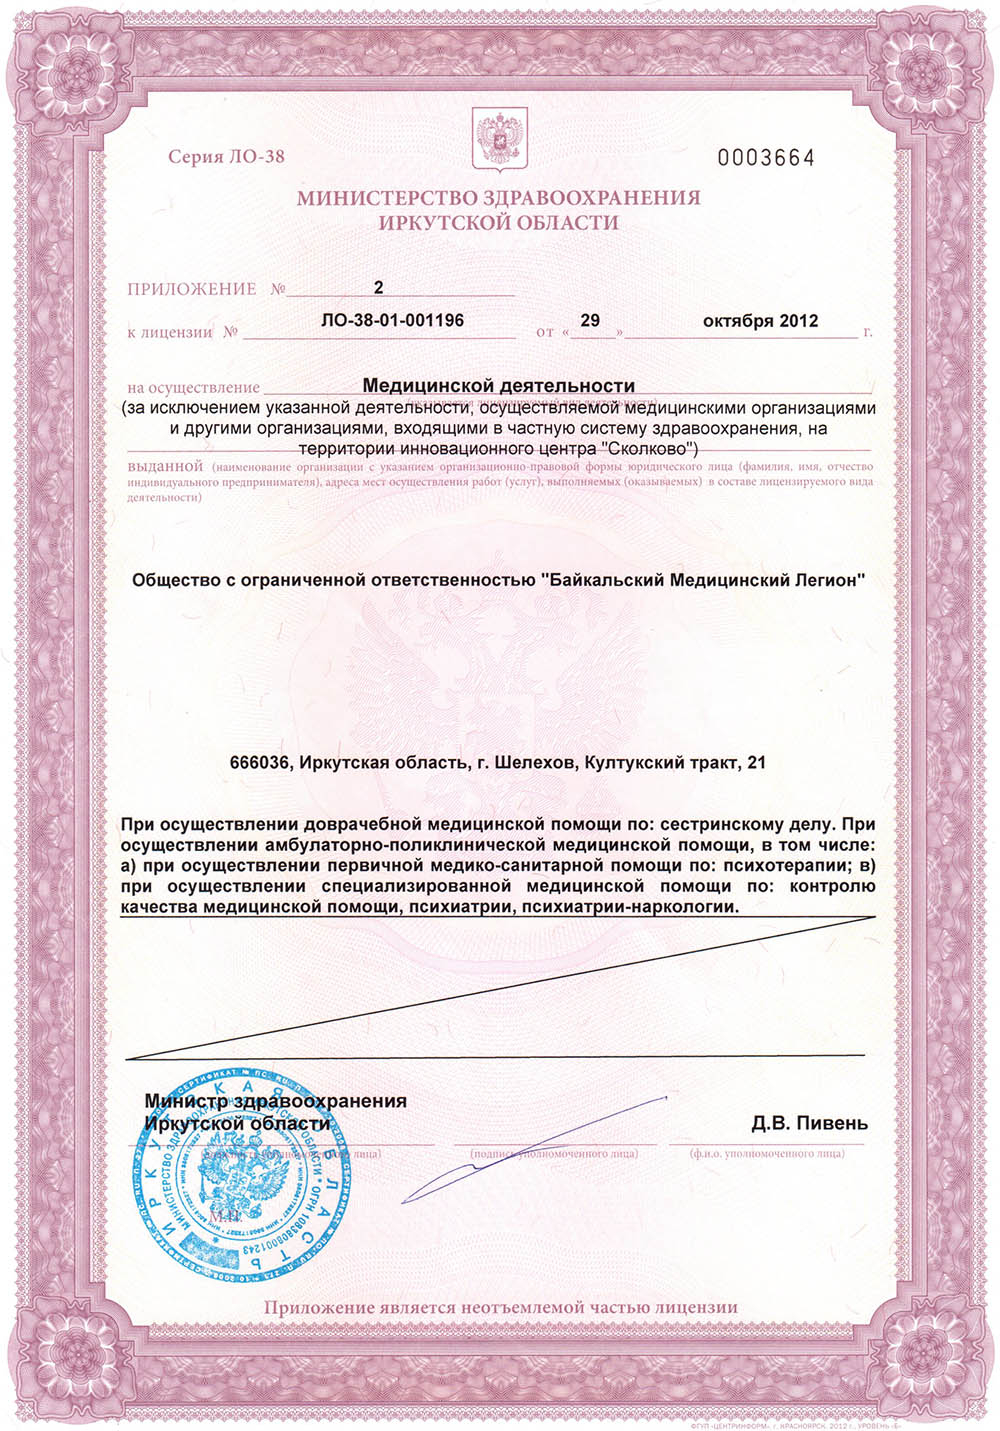 Серия ЛО-38
0003664
МИНИСТЕРСТВО ЗДРАВООХРАНЕНИЯ
ИРКУТСКОЙ ОБЛАСТИ
ПРИЛОЖЕНИЕ № 2
к лицензии № ЛО-38-01-001196 от « 29 » октября 2012 г.
на осуществление Медицинской деятельности
(указывается лицензируемый вид деятельности)
(за исключением указанной деятельности, осуществляемой медицинскими организациями
и другими организациями, входящими в частную систему здравоохранения, на
территории инновационного центра "Сколково")
выданной (наименование организации с указанием организационно-правовой формы юридического лица (фамилия, имя, отчество
индивидуального предпринимателя), адреса мест осуществления работ (услуг), выполняемых (оказываемых) в составе лицензируемого вида
деятельности)
Общество с ограниченной ответственностью "Байкальский Медицинский Легион"
666036, Иркутская область, г. Шелехов, Култукский тракт, 21
При осуществлении доврачебной медицинской помощи по: сестринскому делу. При
осуществлении амбулаторно-поликлинической медицинской помощи, в том числе:
а) при осуществлении первичной медико-санитарной помощи по: психотерапии; в)
при осуществлении специализированной медицинской помощи по: контролю
качества медицинской помощи, психиатрии, психиатрии-наркологии.
Министр здравоохранения
Иркутской области
Д.В. Пивень
(должность уполномоченного лица)
(подпись уполномоченного лица)
(ф.и.о. уполномоченного лица)
М.П.
ИРКУТСКАЯ ОБЛАСТЬ
МИНИСТЕРСТВО ЗДРАВООХРАНЕНИЯ ИРКУТСКОЙ ОБЛАСТИ * ОГРН 1083808001243
Приложение является неотъемлемой частью лицензии
ФГУП «ЦЕНТРИНФОРМ», г. КРАСНОЯРСК, 2012 г., УРОВЕНЬ «Б»